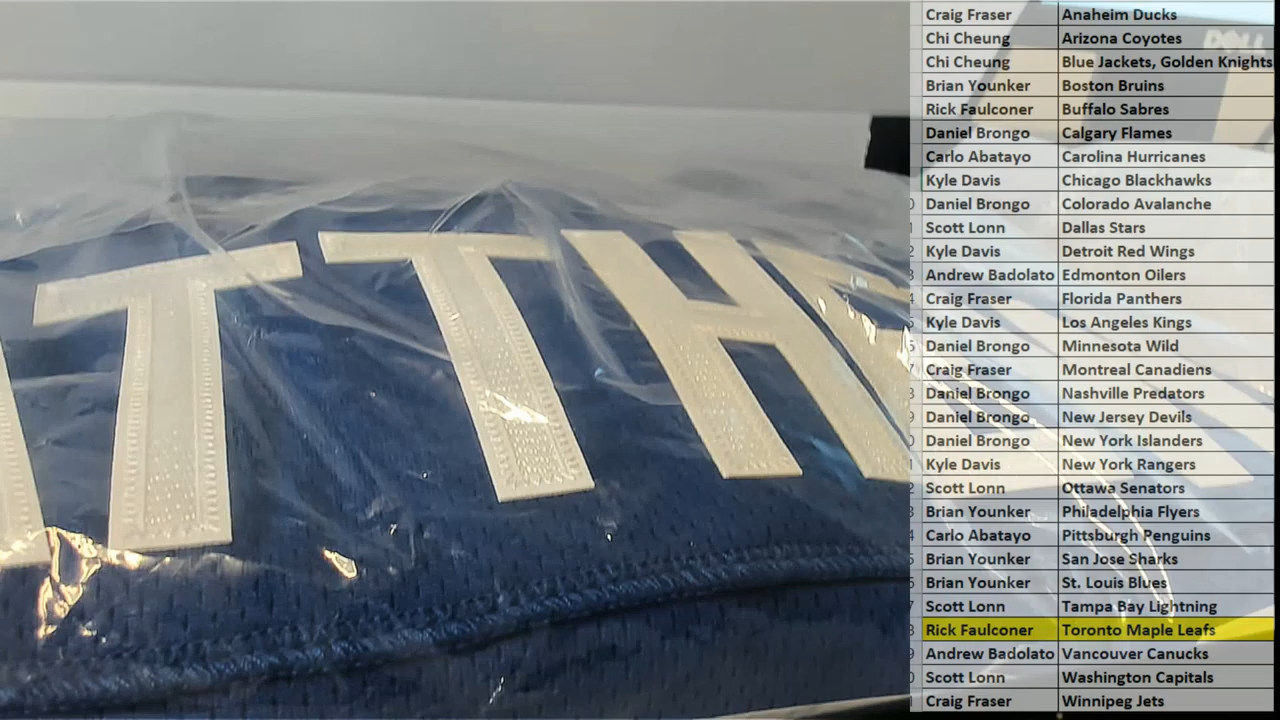 TTHE
DELL
Craig Fraser Anaheim Ducks
Chi Cheung Arizona Coyotes
Chi Cheung Blue Jackets, Golden Knights
Brian Younker Boston Bruins
Rick Faulconer Buffalo Sabres
Daniel Brongo Calgary Flames
Carlo Abatayo Carolina Hurricanes
Kyle Davis Chicago Blackhawks
Daniel Brongo Colorado Avalanche
Scott Lonn Dallas Stars
Kyle Davis Detroit Red Wings
Andrew Badolato Edmonton Oilers
Craig Fraser Florida Panthers
Kyle Davis Los Angeles Kings
Daniel Brongo Minnesota Wild
Craig Fraser Montreal Canadiens
Daniel Brongo Nashville Predators
Daniel Brongo New Jersey Devils
Daniel Brongo New York Islanders
Kyle Davis New York Rangers
Scott Lonn Ottawa Senators
Brian Younker Philadelphia Flyers
Carlo Abatayo Pittsburgh Penguins
Brian Younker San Jose Sharks
Brian Younker St. Louis Blues
Scott Lonn Tampa Bay Lightning
Rick Faulconer Toronto Maple Leafs
Andrew Badolato Vancouver Canucks
Scott Lonn Washington Capitals
Craig Fraser Winnipeg Jets